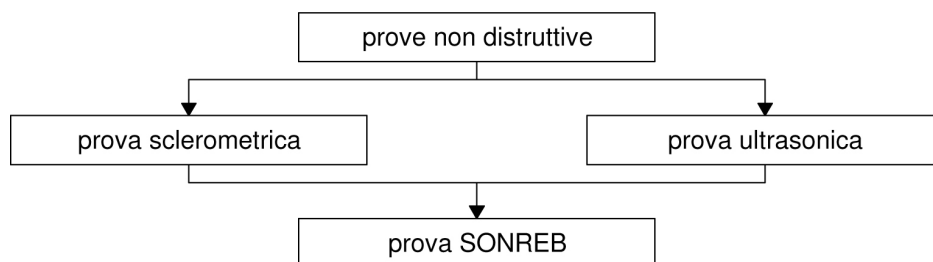 prove non distruttive
prova sclerometrica
prova ultrasonica
prova SONREB